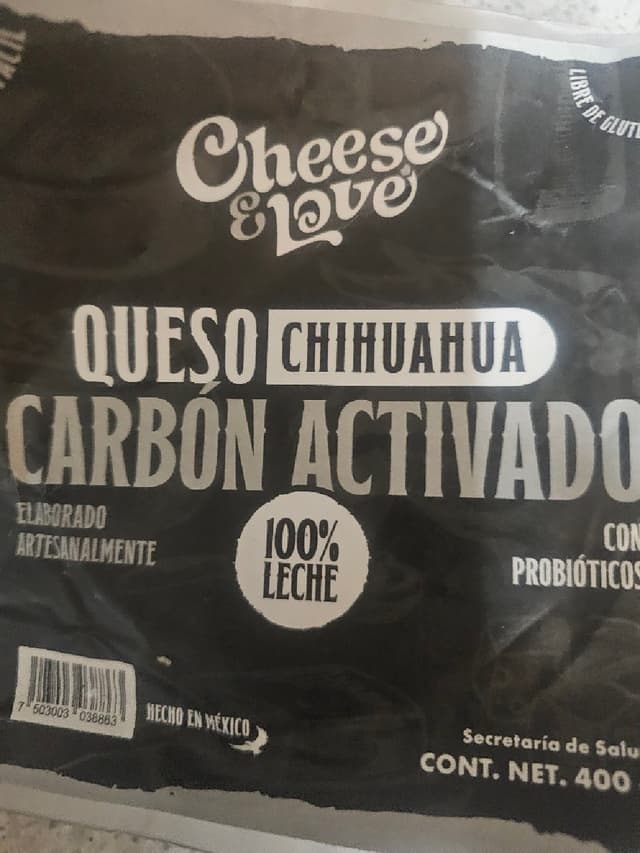 LIBRE DE GLUT
Cheese
& Love
QUESO CHIHUAHUA
CARBÓN ACTIVADO
ELABORADO
ARTESANALMENTE
100%
LECHE
CON
PROBIÓTICOS
7 503003 038863
HECHO EN MÉXICO
Secretaría de Salu
CONT. NET. 400